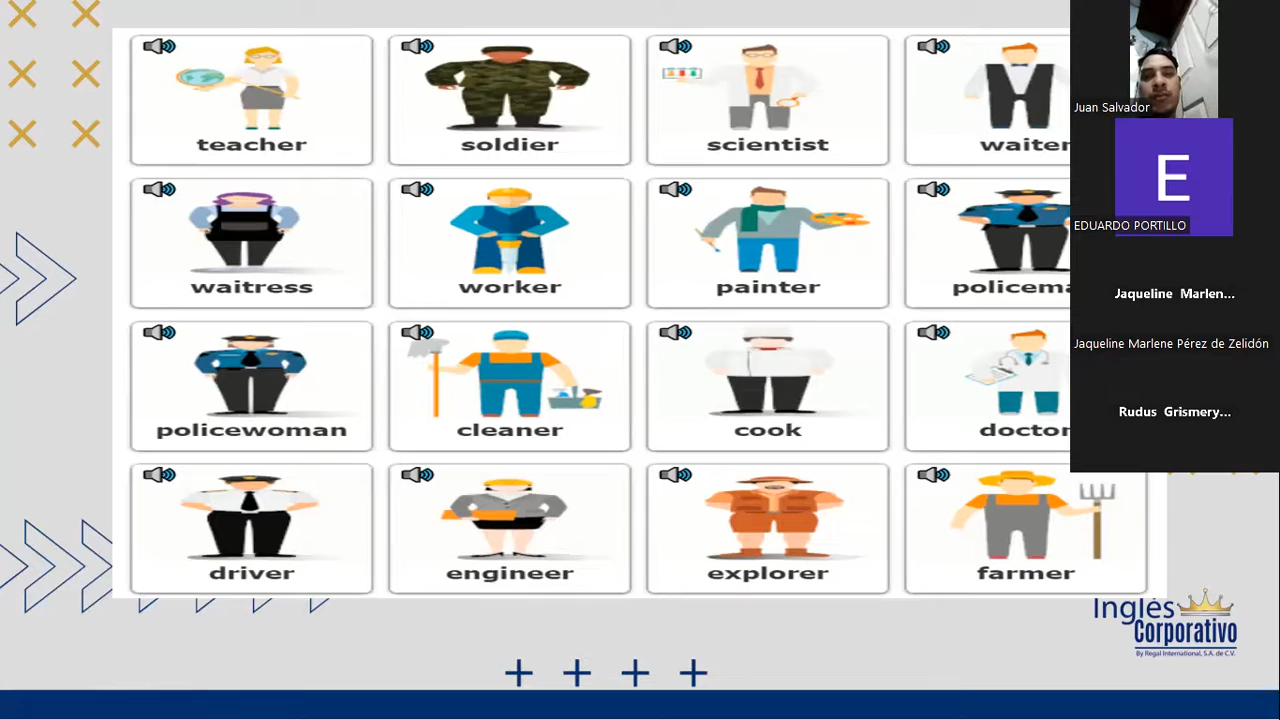 teacher
soldier
scientist
waiter
waitress
worker
painter
policema
policewoman
cleaner
cook
doctor
driver
engineer
explorer
farmer
Juan Salvador
E
EDUARDO PORTILLO
Jaqueline Marlen...
Jaqueline Marlene Pérez de Zelidón
Rudus Grismery...
Inglés
Corporativo
By Regal International, S.A. de C.V.